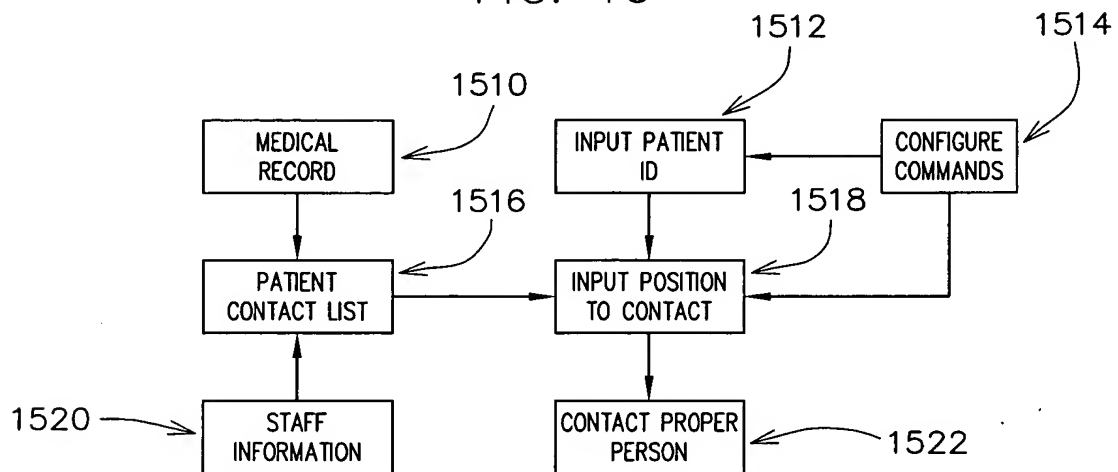 1512
1514
1510
MEDICAL
RECORD
INPUT PATIENT
ID
CONFIGURE
COMMANDS
1516
1518
PATIENT
CONTACT LIST
INPUT POSITION
TO CONTACT
1520
STAFF
INFORMATION
CONTACT PROPER
PERSON
1522